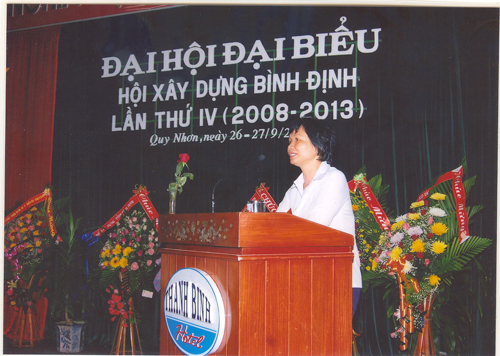 ĐẠI HỘI ĐẠI BIỂU
HỘI XÂY DỰNG BÌNH ĐỊNH
LẦN THỨ IV (2008-2013)
Quy Nhơn, ngày 26-27/9/2
THANH BINH
Hotel